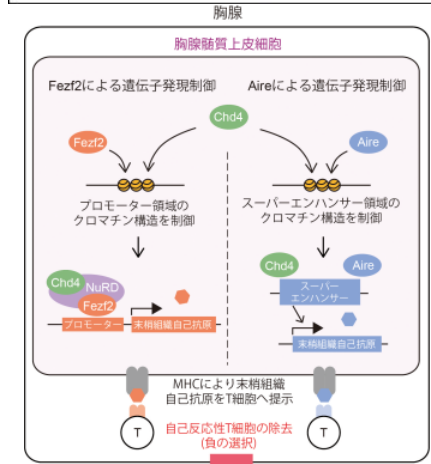 胸腺
胸腺髄質上皮細胞
Fezf2による遺伝子発現制御
Aireによる遺伝子発現制御
Chd4
Fezf2
Aire
プロモーター領域の
クロマチン構造を制御
スーパーエンハンサー領域の
クロマチン構造を制御
Chd4
NuRD
Fezf2
プロモーター
末梢組織自己抗原
Chd4
Aire
スーパー
エンハンサー
末梢組織自己抗原
MHCにより末梢組織
自己抗原をT細胞へ提示
T
自己反応性T細胞の除去
(負の選択)
T